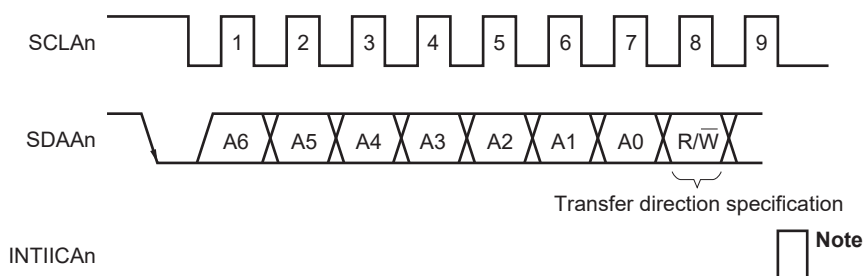 SCLAn 1 2 3 4 5 6 7 8 9
SDAAn A6 A5 A4 A3 A2 A1 A0 R/W̅
Transfer direction specification
INTIICAn Note